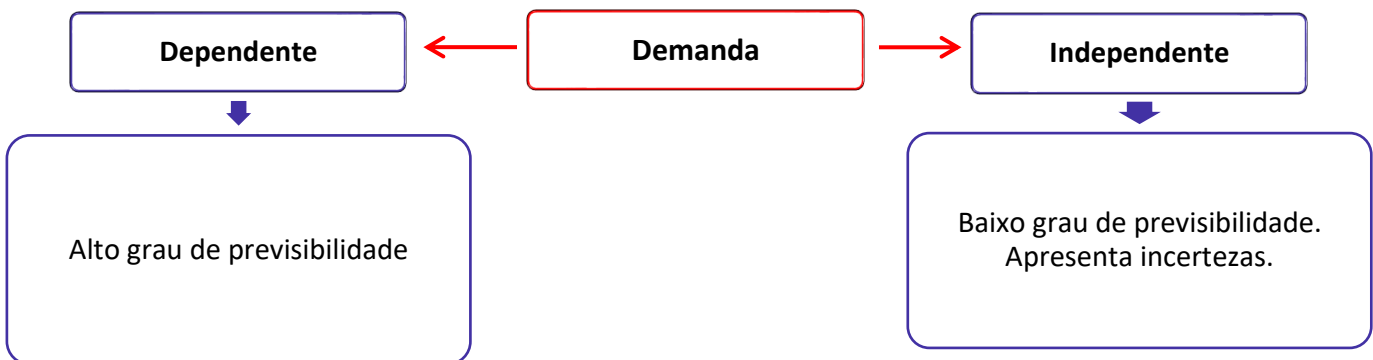 Dependente
Demanda
Independente
Alto grau de previsibilidade
Baixo grau de previsibilidade.
Apresenta incertezas.